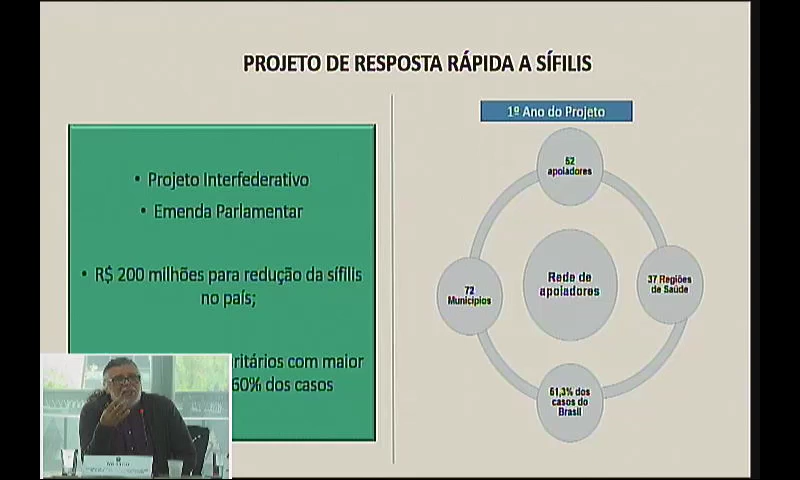 PROJETO DE RESPOSTA RÁPIDA A SÍFILIS
• Projeto Interfederativo
• Emenda Parlamentar
• R$ 200 milhões para redução da sífilis
no país;
ritários com maior
60% dos casos
1º Ano do Projeto
52
apoiadores
72
Municípios
Rede de
apoiadores
37 Regiões
de Saúde
61,3% dos
casos do
Brasil